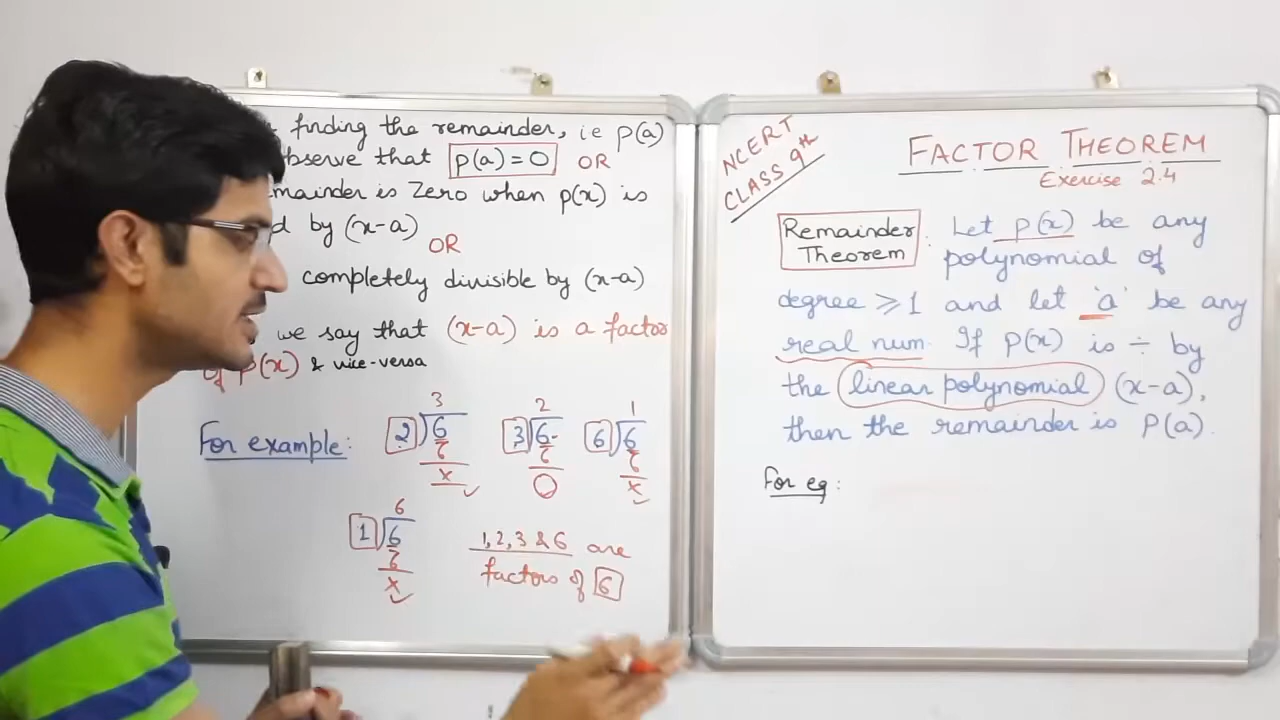 finding the remainder, ie p(a)
observe that p(a) = 0 OR
remainder is Zero when p(x) is
by (x-a)
OR
completely divisible by (x-a)
we say that (x-a) is a factor
of p(x) & vice-versa
For example:
3
2 6
6
x
2
3 6
6
0
1
6 6
6
x
6
1 6
6
x
1, 2, 3 & 6 are
factors of 6
NCERT
CLASS 9th
FACTOR THEOREM
Exercise 2.4
Remainder
Theorem : Let p(x) be any
polynomial of
degree ⩾ 1 and let 'a' be any
real num. If p(x) is ÷ by
the linear polynomial (x-a),
then the remainder is P(a).
For eg: